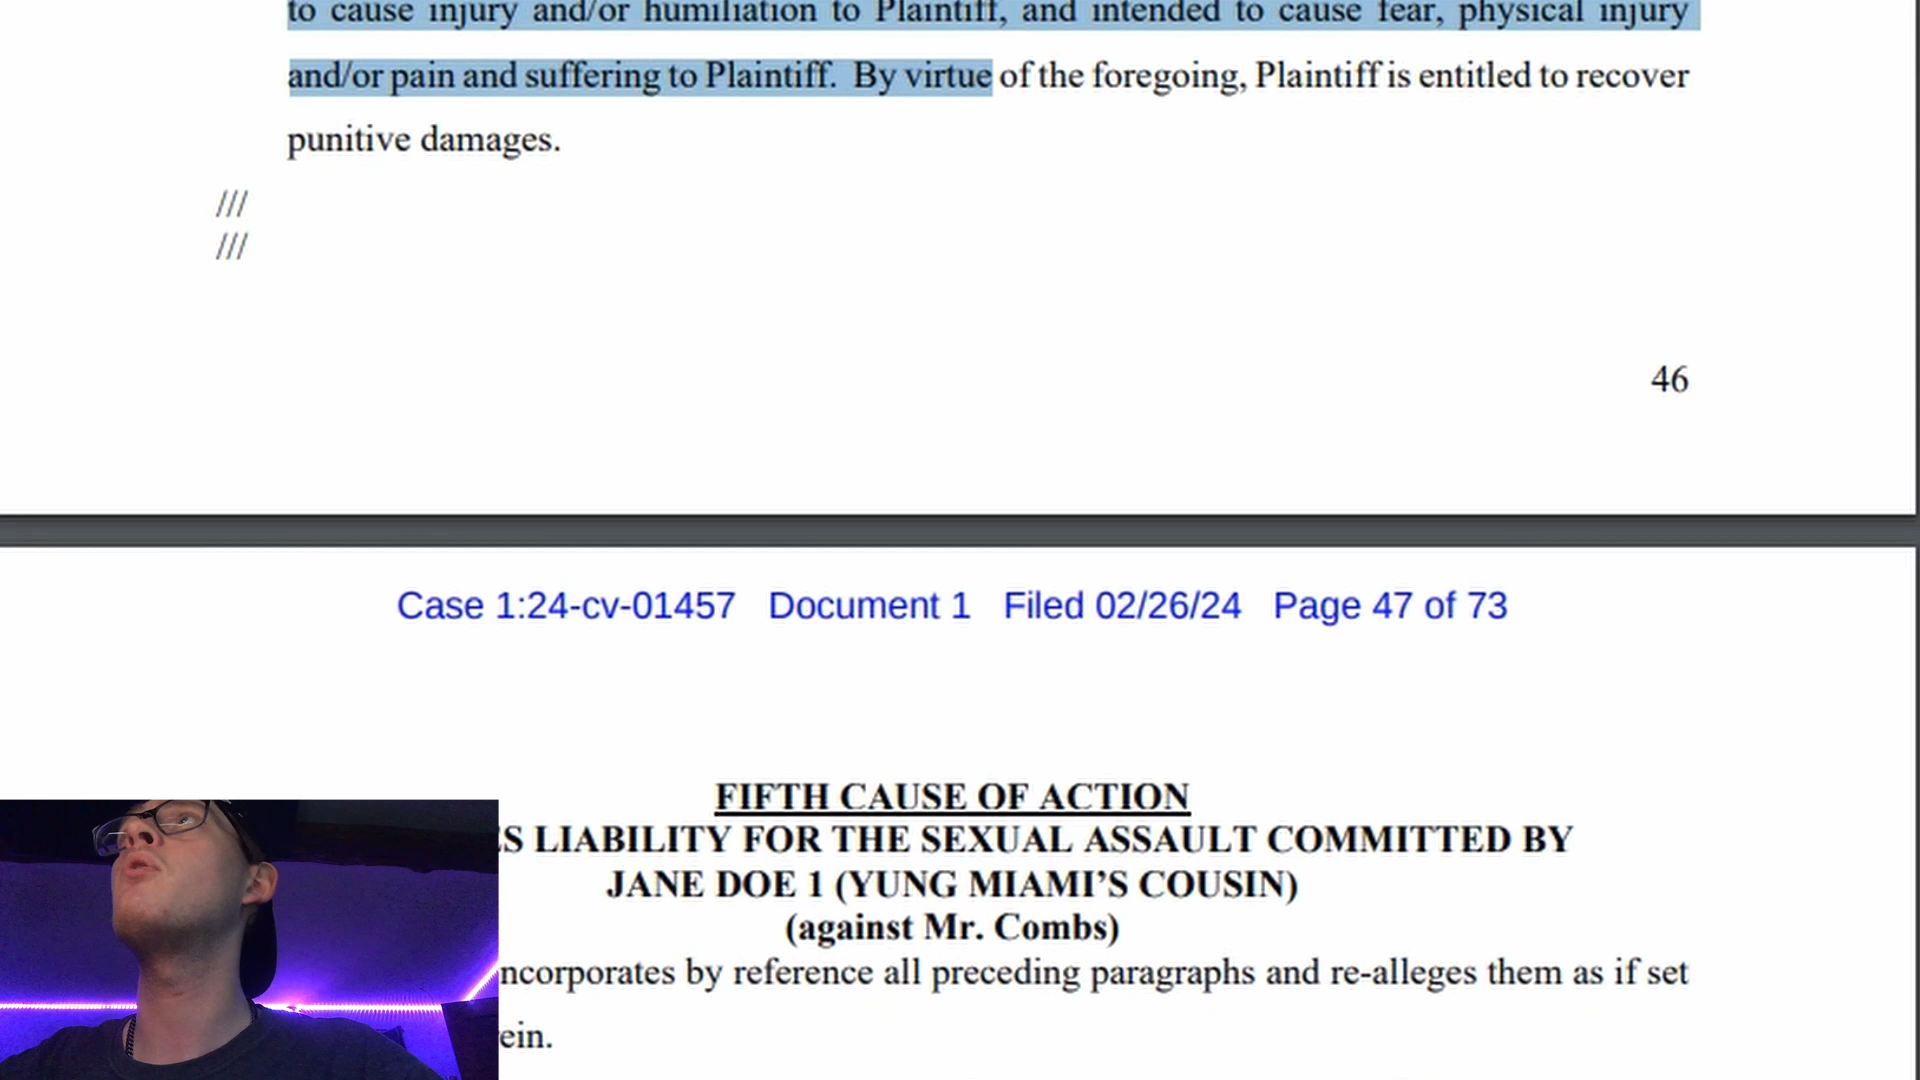 to cause injury and/or humiliation to Plaintiff, and intended to cause fear, physical injury
and/or pain and suffering to Plaintiff. By virtue of the foregoing, Plaintiff is entitled to recover
punitive damages.
///
///
46
Case 1:24-cv-01457 Document 1 Filed 02/26/24 Page 47 of 73
FIFTH CAUSE OF ACTION
LIABILITY FOR THE SEXUAL ASSAULT COMMITTED BY
JANE DOE 1 (YUNG MIAMI'S COUSIN)
(against Mr. Combs)
ncorporates by reference all preceding paragraphs and re-alleges them as if set
ein.